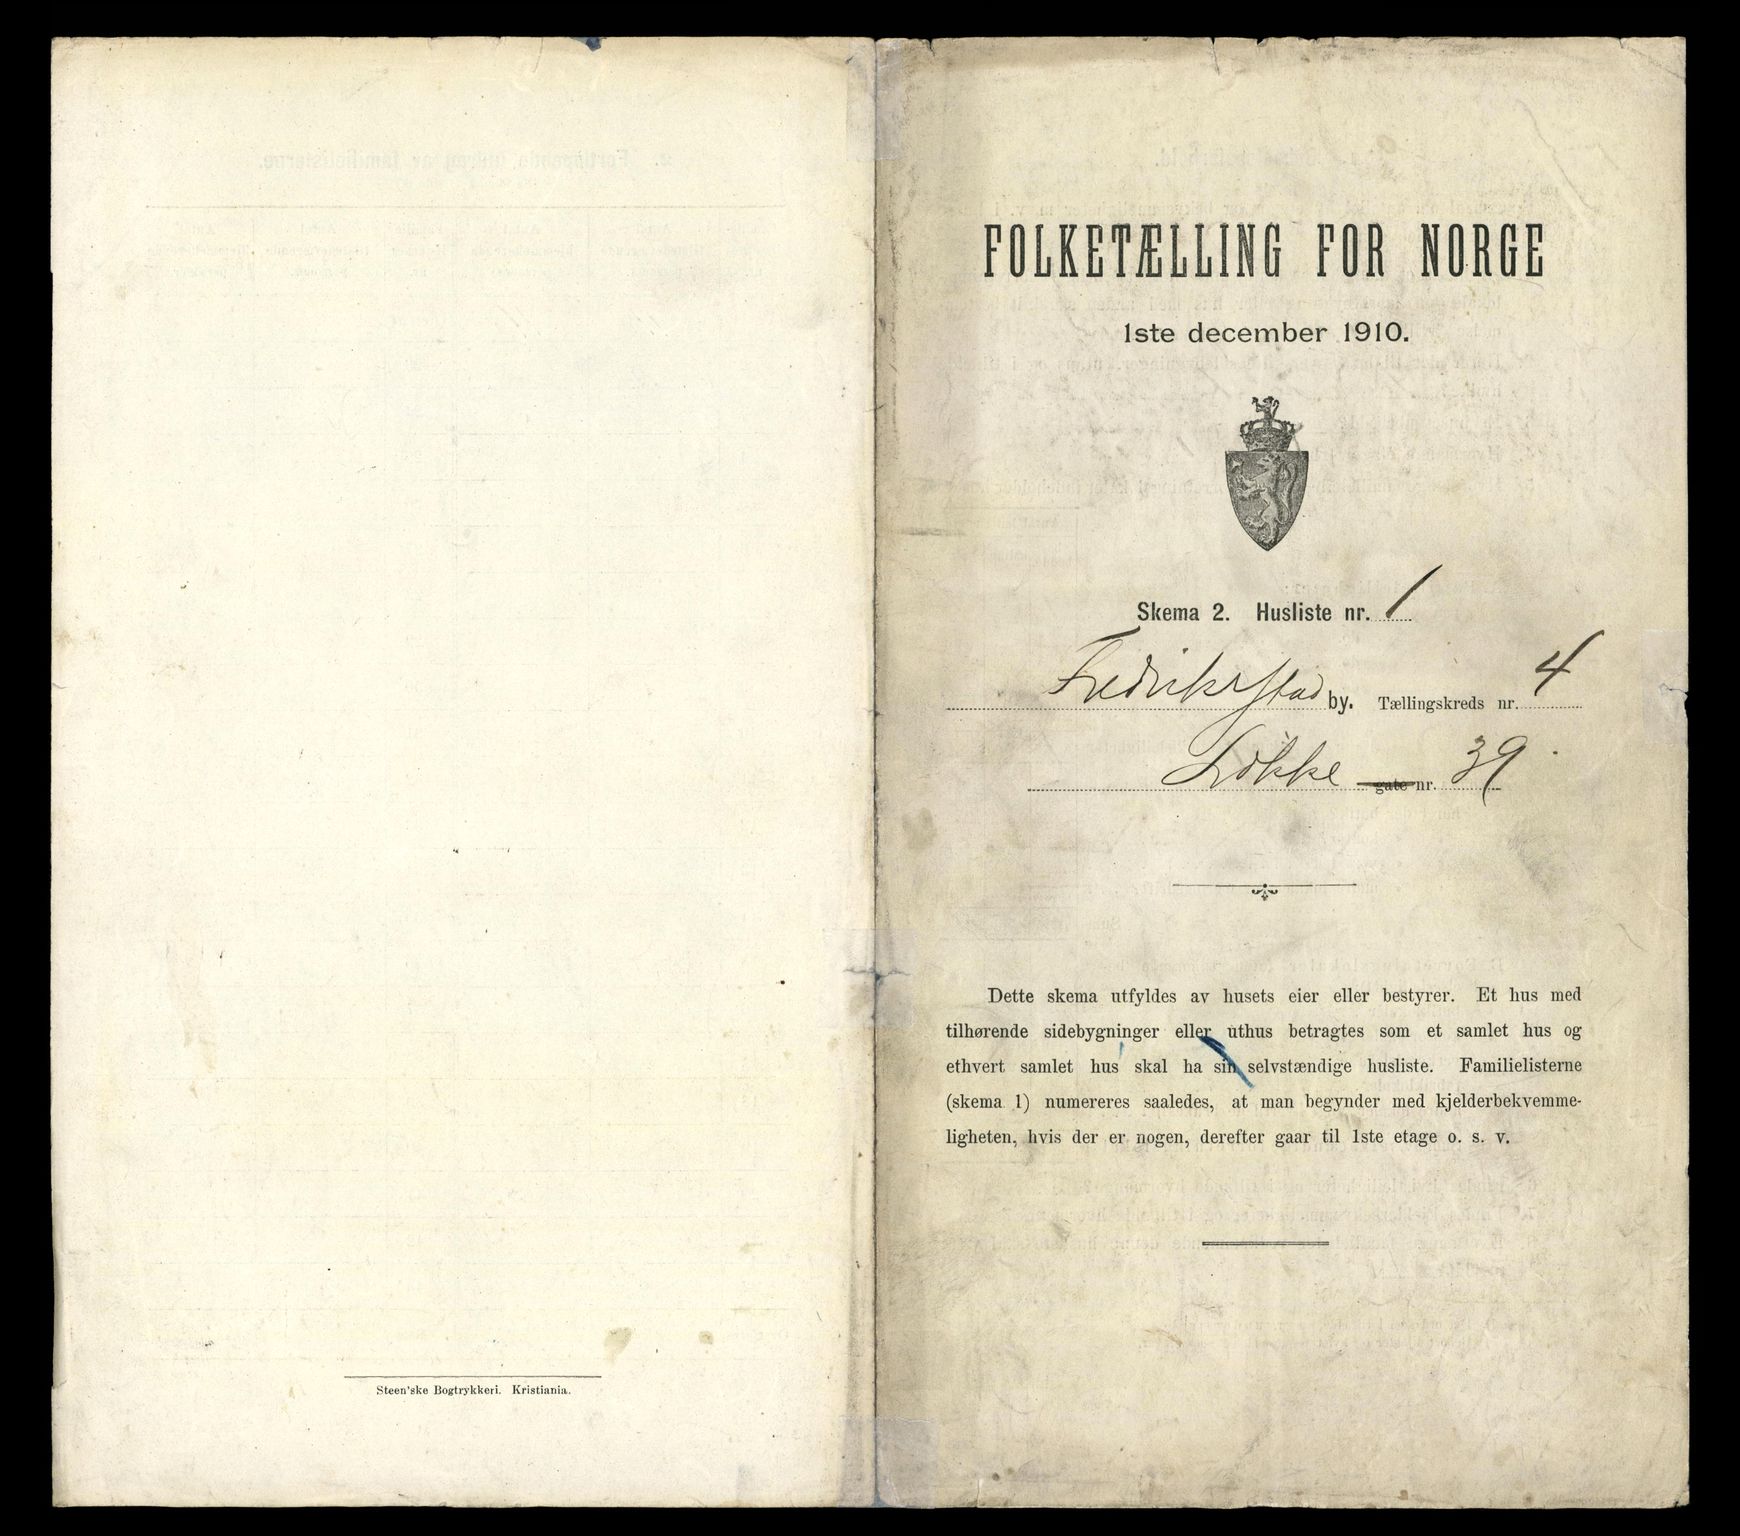 Steen'ske Bogtrykkeri. Kristiania.
FOLKETÆLLING FOR NORGE
1ste december 1910.
Skema 2. Husliste nr. 1
Fredrikstad by. Tællingskreds nr. 4
Løkke gate nr. 39.
Dette skema utfyldes av husets eier eller bestyrer. Et hus med
tilhørende sidebygninger eller uthus betragtes som et samlet hus og
ethvert samlet hus skal ha sin selvstændige husliste. Familielisterne
(skema 1) numereres saaledes, at man begynder med kjelderbekvemme-
ligheten, hvis der er nogen, derefter gaar til 1ste etage o. s. v.